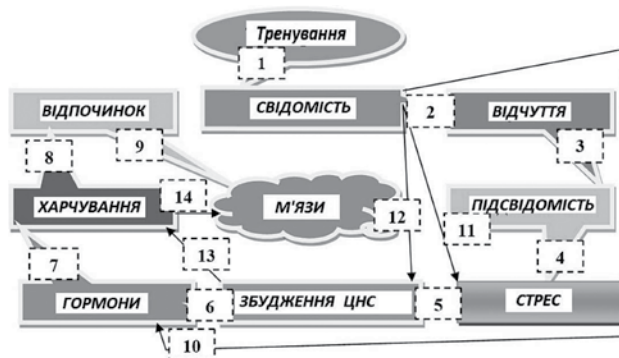 Тренування
1
СВІДОМІСТЬ
2
ВІДЧУТТЯ
ВІДПОЧИНОК
9
3
8
ХАРЧУВАННЯ
14
М'ЯЗИ
12
11
ПІДСВІДОМІСТЬ
4
13
7
ГОРМОНИ
6
ЗБУДЖЕННЯ ЦНС
5
СТРЕС
10